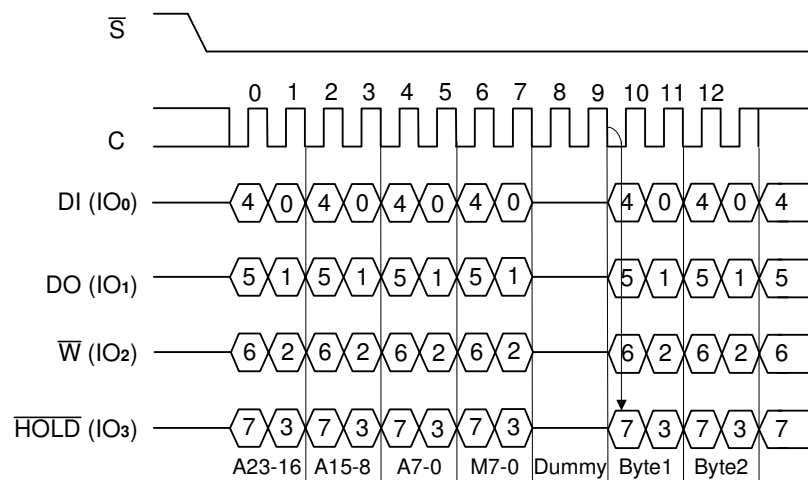 S
0 1 2 3 4 5 6 7 8 9 10 11 12
C
DI (IO0) 4 0 4 0 4 0 4 0 4 0 4 0 4
DO (IO1) 5 1 5 1 5 1 5 1 5 1 5 1 5
W (IO2) 6 2 6 2 6 2 6 2 6 2 6 2 6
HOLD (IO3) 7 3 7 3 7 3 7 3 7 3 7 3 7
A23-16 A15-8 A7-0 M7-0 Dummy Byte1 Byte2